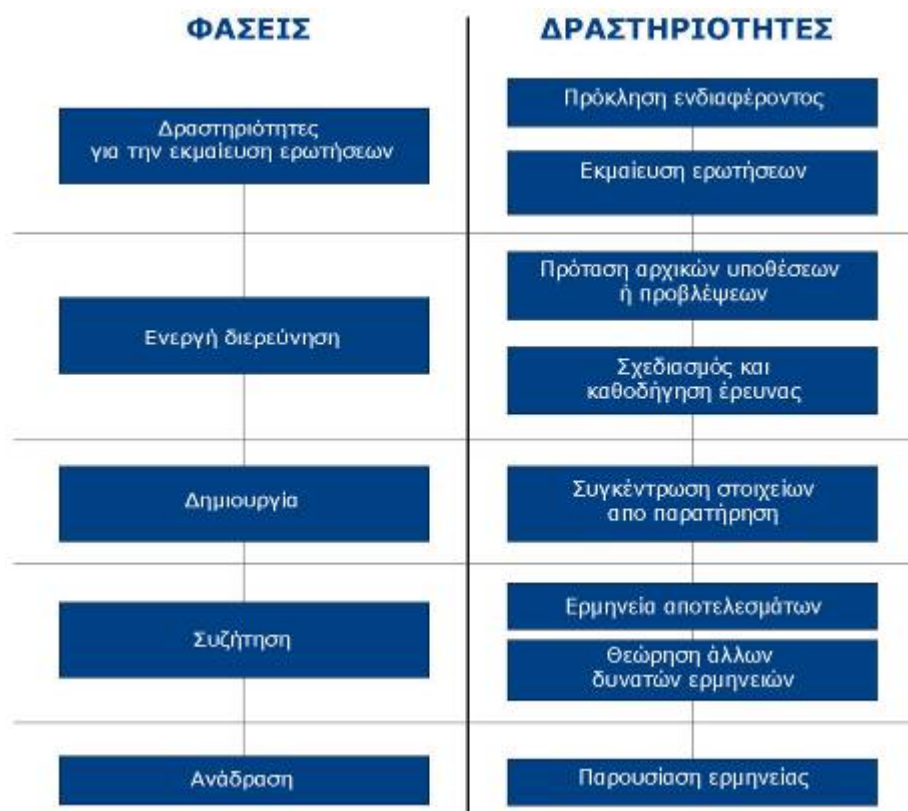 ΦΑΣΕΙΣ
ΔΡΑΣΤΗΡΙΟΤΗΤΕΣ
Δραστηριότητες
για την εκμαίευση ερωτήσεων
Πρόκληση ενδιαφέροντος
Εκμαίευση ερωτήσεων
Ενεργή διερεύνηση
Πρόταση αρχικών υποθέσεων
ή προβλέψεων
Σχεδιασμός και
καθοδήγηση έρευνας
Δημιουργία
Συγκέντρωση στοιχείων
απο παρατήρηση
Συζήτηση
Ερμηνεία αποτελεσμάτων
Θεώρηση άλλων
δυνατών ερμηνειών
Ανάδραση
Παρουσίαση ερμηνείας